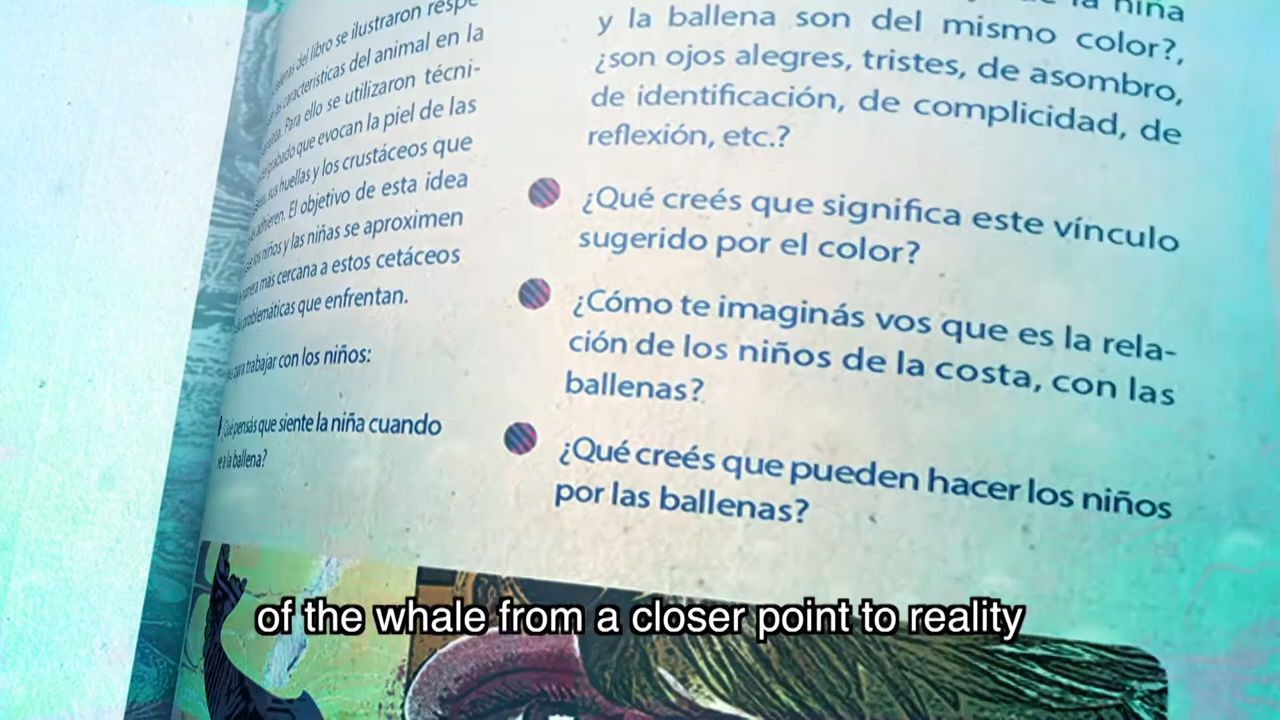 del libro se ilustraron
características del animal en la
Para ello se utilizaron técni-
que evocan la piel de las
sus huellas y los crustáceos que
adhieren. El objetivo de esta idea
los niños y las niñas se aproximen
más cercana a estos cetáceos
problemáticas que enfrentan.
para trabajar con los niños:
¿Qué pensás que siente la niña cuando
a la ballena?
la niña
y la ballena son del mismo color?,
¿son ojos alegres, tristes, de asombro,
de identificación, de complicidad, de
reflexión, etc.?
¿Qué creés que significa este vínculo
sugerido por el color?
¿Cómo te imaginás vos que es la rela-
ción de los niños de la costa, con las
ballenas?
¿Qué creés que pueden hacer los niños
por las ballenas?
of the whale from a closer point to reality